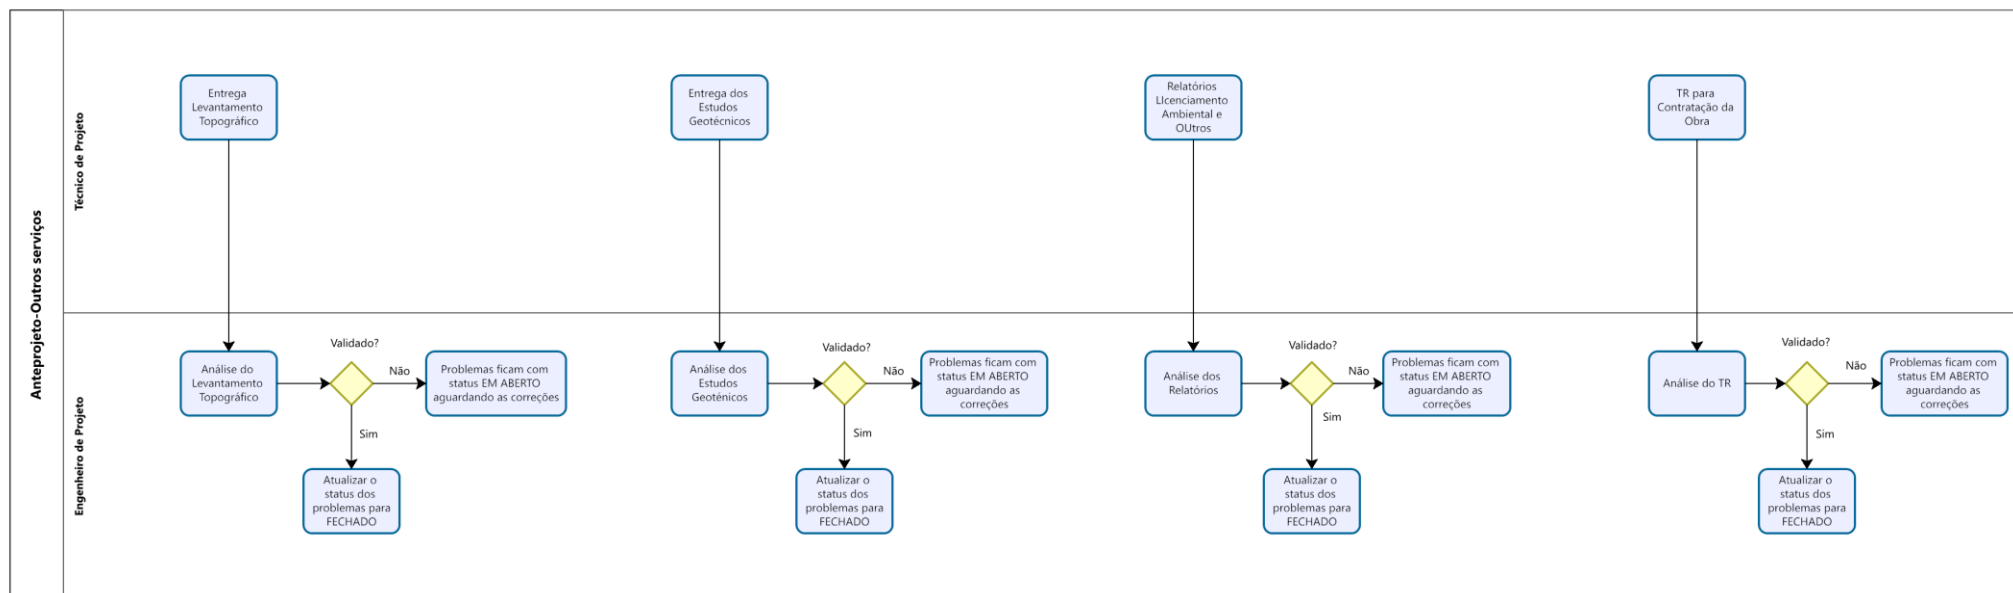 Anteprojeto-Outros serviços
Técnico de Projeto
Entrega
Levantamento
Topográfico
Entrega dos
Estudos
Geotécnicos
Relatórios
LIcenciamento
Ambiental e
OUtros
TR para
Contratação da
Obra
Engenheiro de Projeto
Análise do
Levantamento
Topográfico
Validado?
Não
Problemas ficam com
status EM ABERTO
aguardando as correções
Sim
Atualizar o
status dos
problemas para
FECHADO
Análise dos
Estudos
Geoténicos
Validado?
Não
Problemas ficam com
status EM ABERTO
aguardando as
correções
Sim
Atualizar o
status dos
problemas para
FECHADO
Análise dos
Relatórios
Validado?
Não
Problemas ficam com
status EM ABERTO
aguardando as
correções
Sim
Atualizar o
status dos
problemas para
FECHADO
Análise do TR
Validado?
Não
Problemas ficam com
status EM ABERTO
aguardando as
correções
Sim
Atualizar o
status dos
problemas para
FECHADO